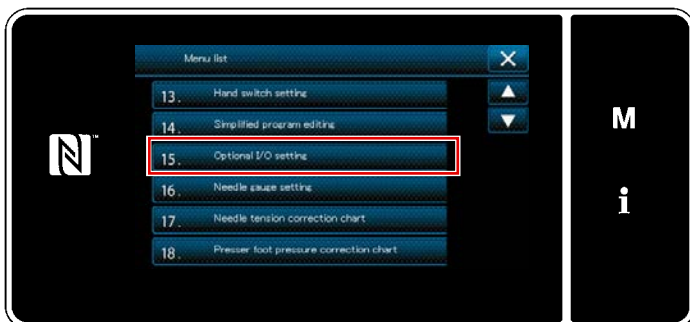 Menu list
13. Hand switch setting
14. Simplified program editing
15. Optional I/O setting
16. Needle gauge setting
17. Needle tension correction chart
18. Presser foot pressure correction chart
M
i